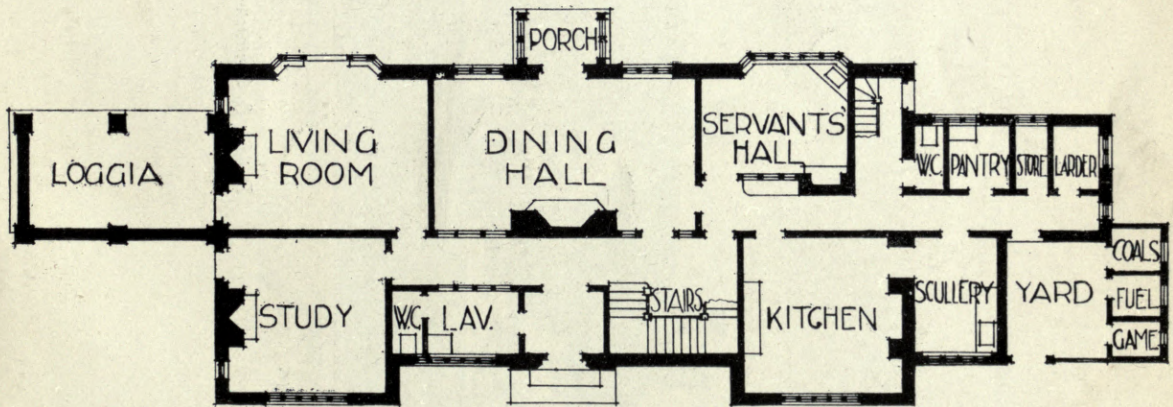 PORCH
LOGGIA
LIVING
ROOM
DINING
HALL
SERVANTS'
HALL
W.C.
PANTRY
STORE
LARDER
STUDY
W.C.
LAV.
STAIRS
KITCHEN
SCULLERY
YARD
COALS
FUEL
GAME